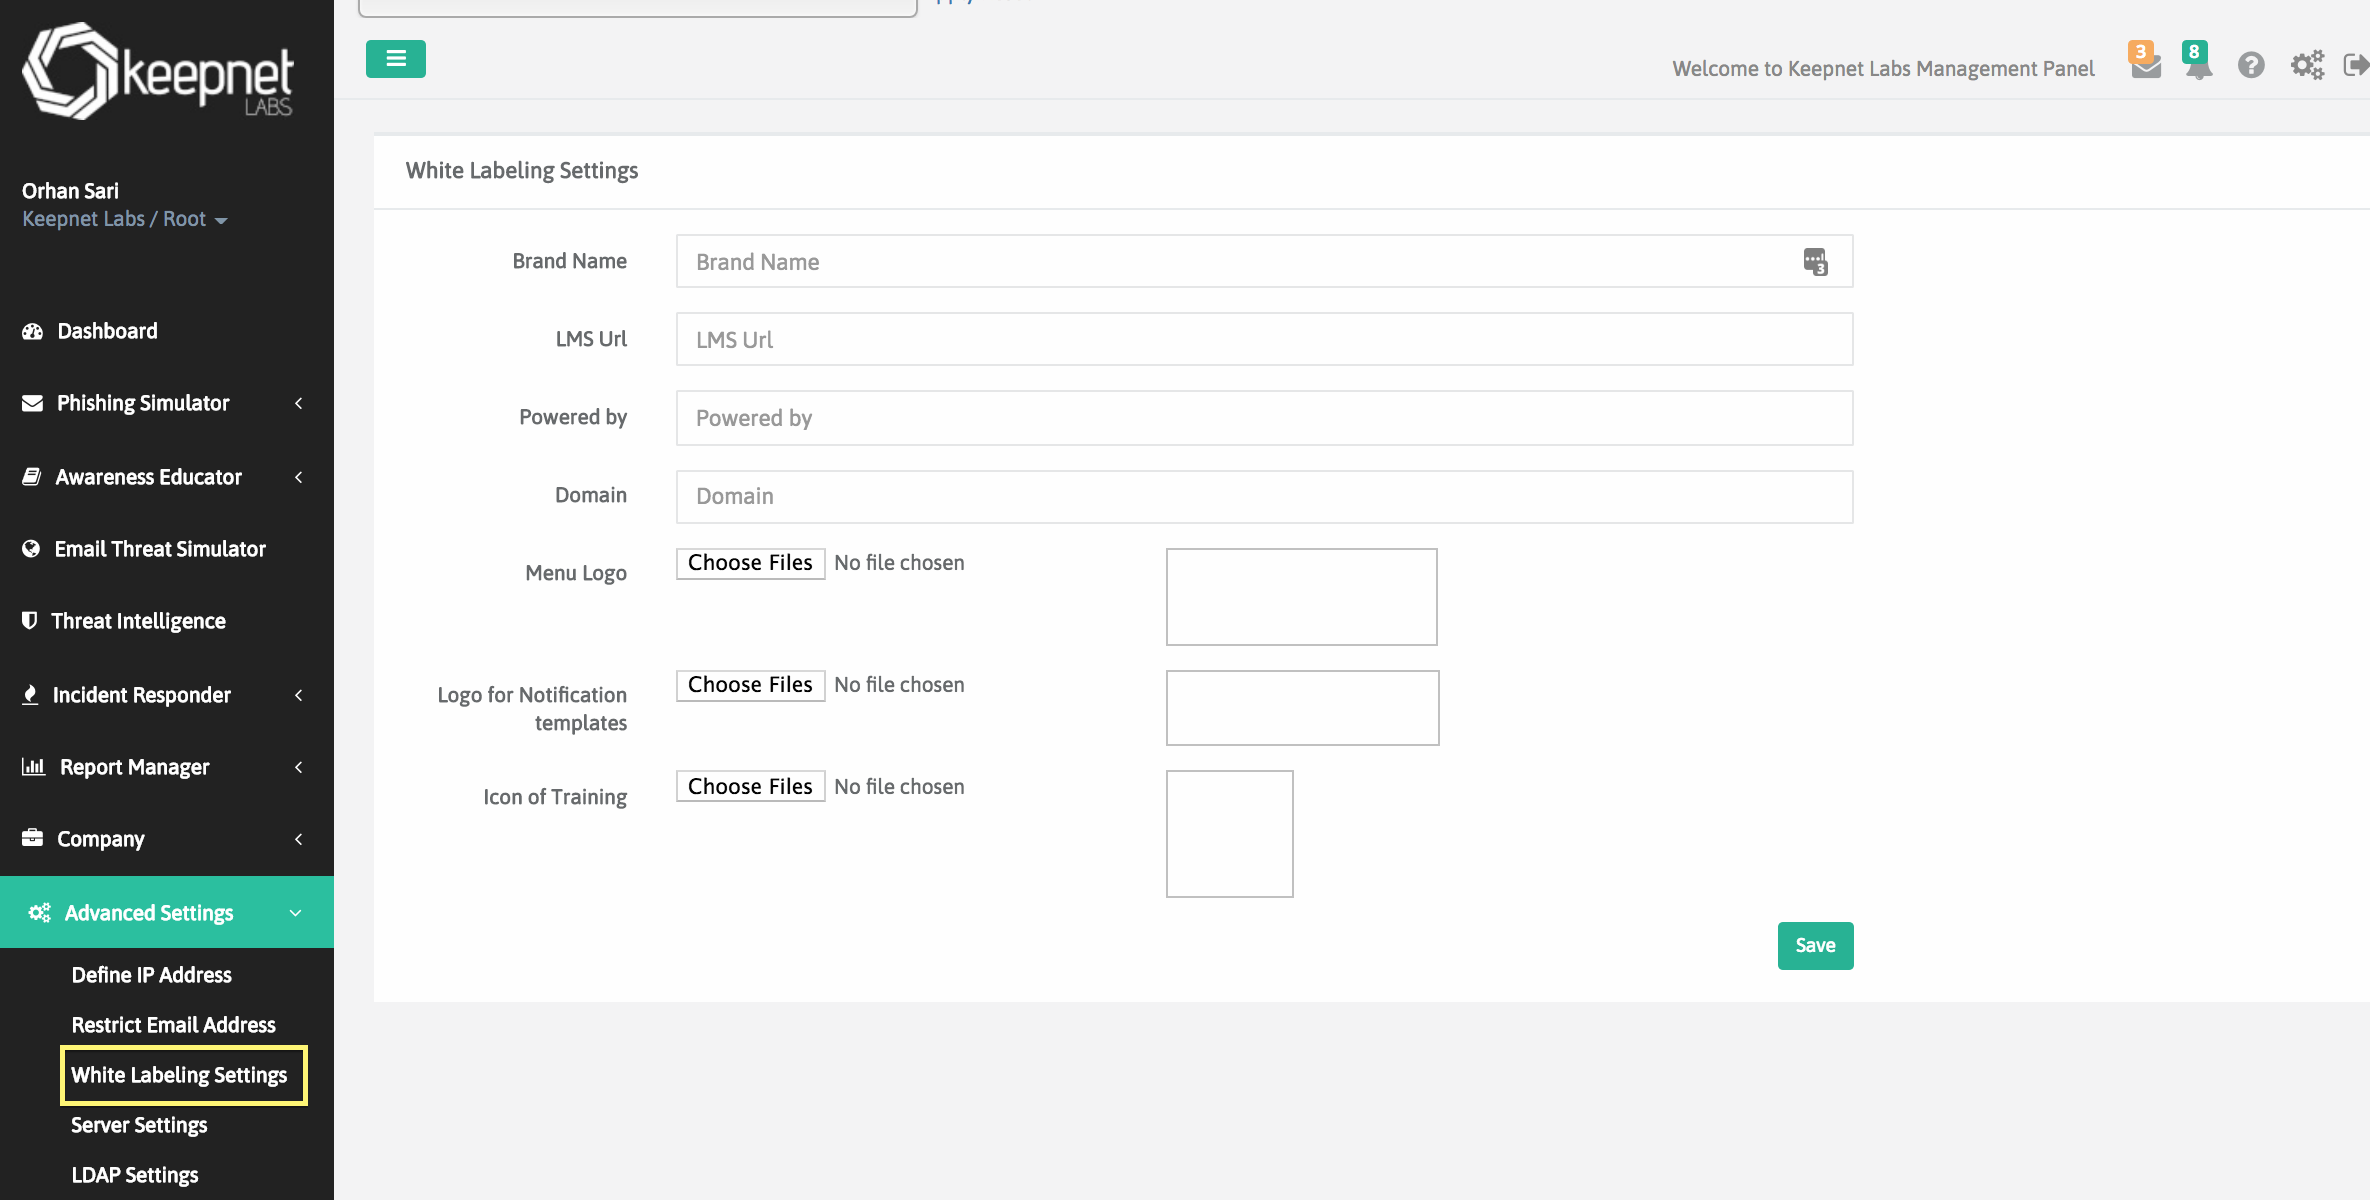 keepnet
LABS
Orhan Sari
Keepnet Labs / Root
Dashboard
Phishing Simulator
Awareness Educator
Email Threat Simulator
Threat Intelligence
Incident Responder
Report Manager
Company
Advanced Settings
Define IP Address
Restrict Email Address
White Labeling Settings
Server Settings
LDAP Settings
Welcome to Keepnet Labs Management Panel
3
8
White Labeling Settings
Brand Name
Brand Name
3
LMS Url
LMS Url
Powered by
Powered by
Domain
Domain
Menu Logo
Choose Files No file chosen
Logo for Notification
templates
Choose Files No file chosen
Icon of Training
Choose Files No file chosen
Save